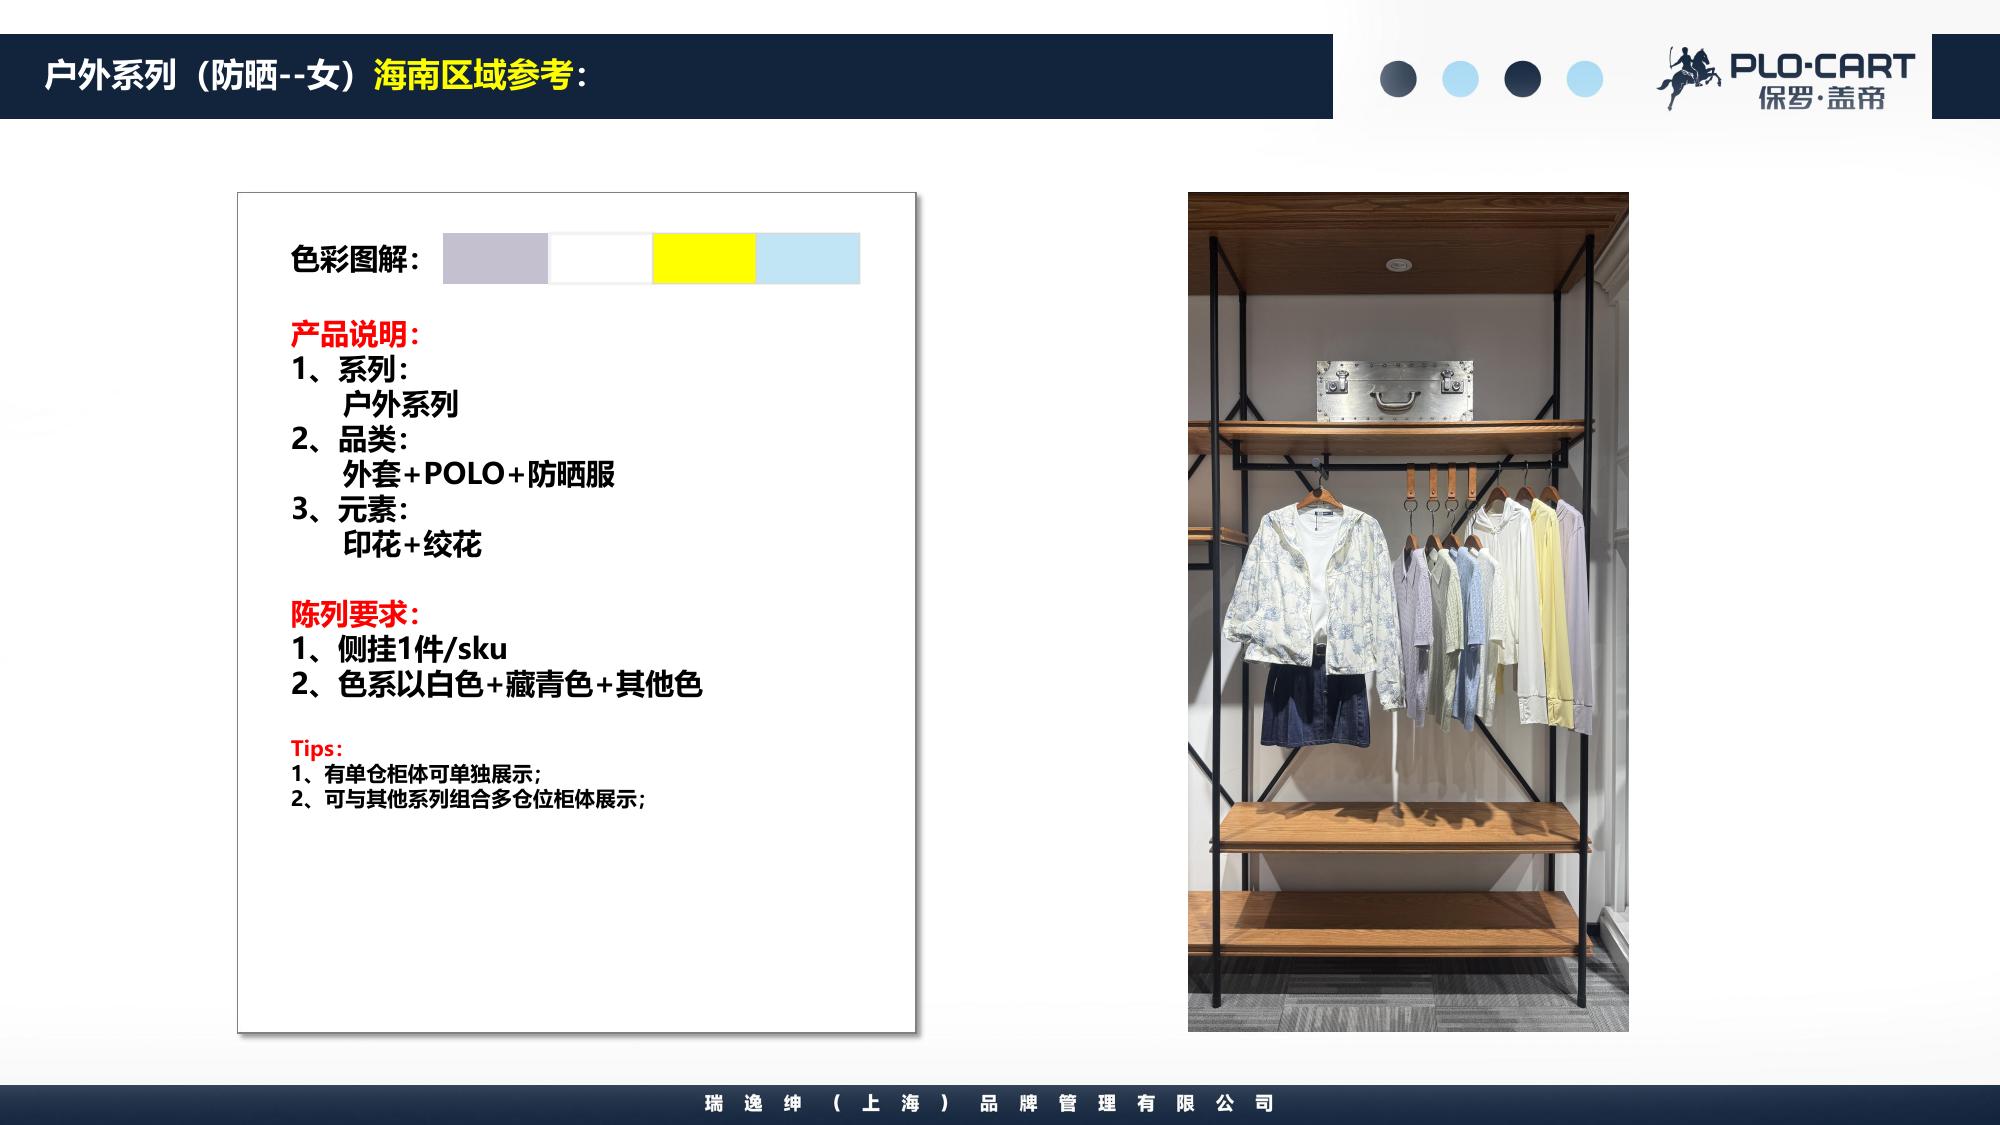 户外系列（防晒--女）海南区域参考：
PLO·CART
保罗·盖帝
色彩图解：
产品说明：
1、系列：
户外系列
2、品类：
外套+POLO+防晒服
3、元素：
印花+绞花
陈列要求：
1、侧挂1件/sku
2、色系以白色+藏青色+其他色
Tips：
1、有单仓柜体可单独展示；
2、可与其他系列组合多仓位柜体展示；
瑞逸绅（上海）品牌管理有限公司